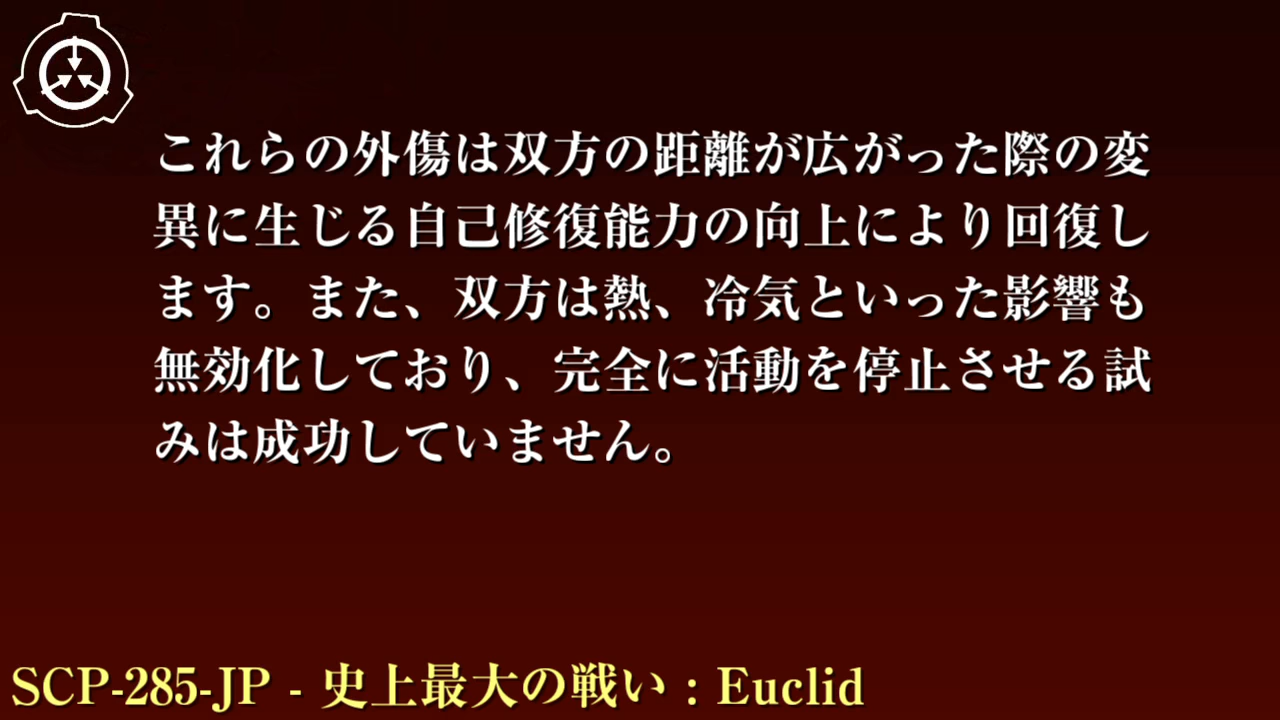 これらの外傷は双方の距離が広がった際の変
異に生じる自己修復能力の向上により回復し
ます。また、双方は熱、冷気といった影響も
無効化しており、完全に活動を停止させる試
みは成功していません。
SCP-285-JP - 史上最大の戦い : Euclid